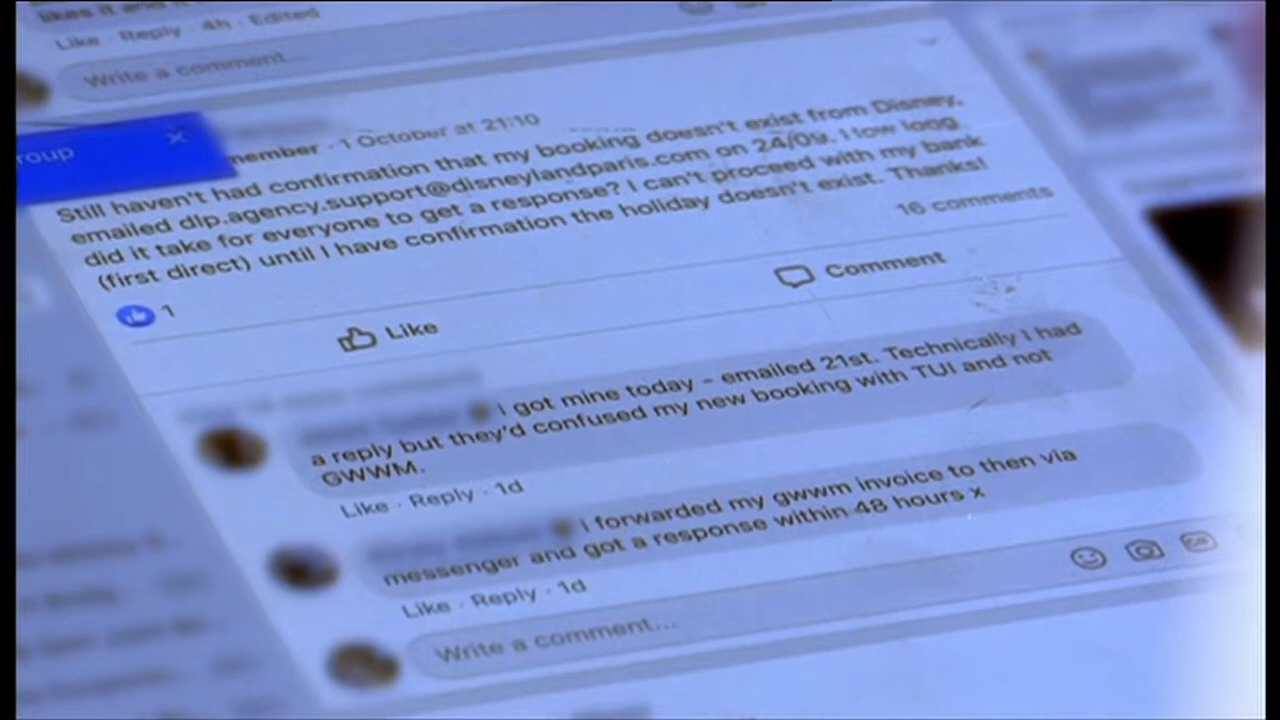 likes it and
Like · Reply · 4h · Edited
Write a comment...
roup ×
member · 1 October at 21:10
Still haven't had confirmation that my booking doesn't exist from Disney,
emailed dlp.agency.support@disneylandparis.com on 24/09. How long
did it take for everyone to get a response? I can't proceed with my bank
(first direct) until I have confirmation the holiday doesn't exist. Thanks!
1
16 comments
Like
Comment
I got mine today - emailed 21st. Technically I had
a reply but they'd confused my new booking with TUI and not
GWWM.
Like · Reply · 1d
I forwarded my gwwm invoice to then via
messenger and got a response within 48 hours x
Like · Reply · 1d
Write a comment...
GIF